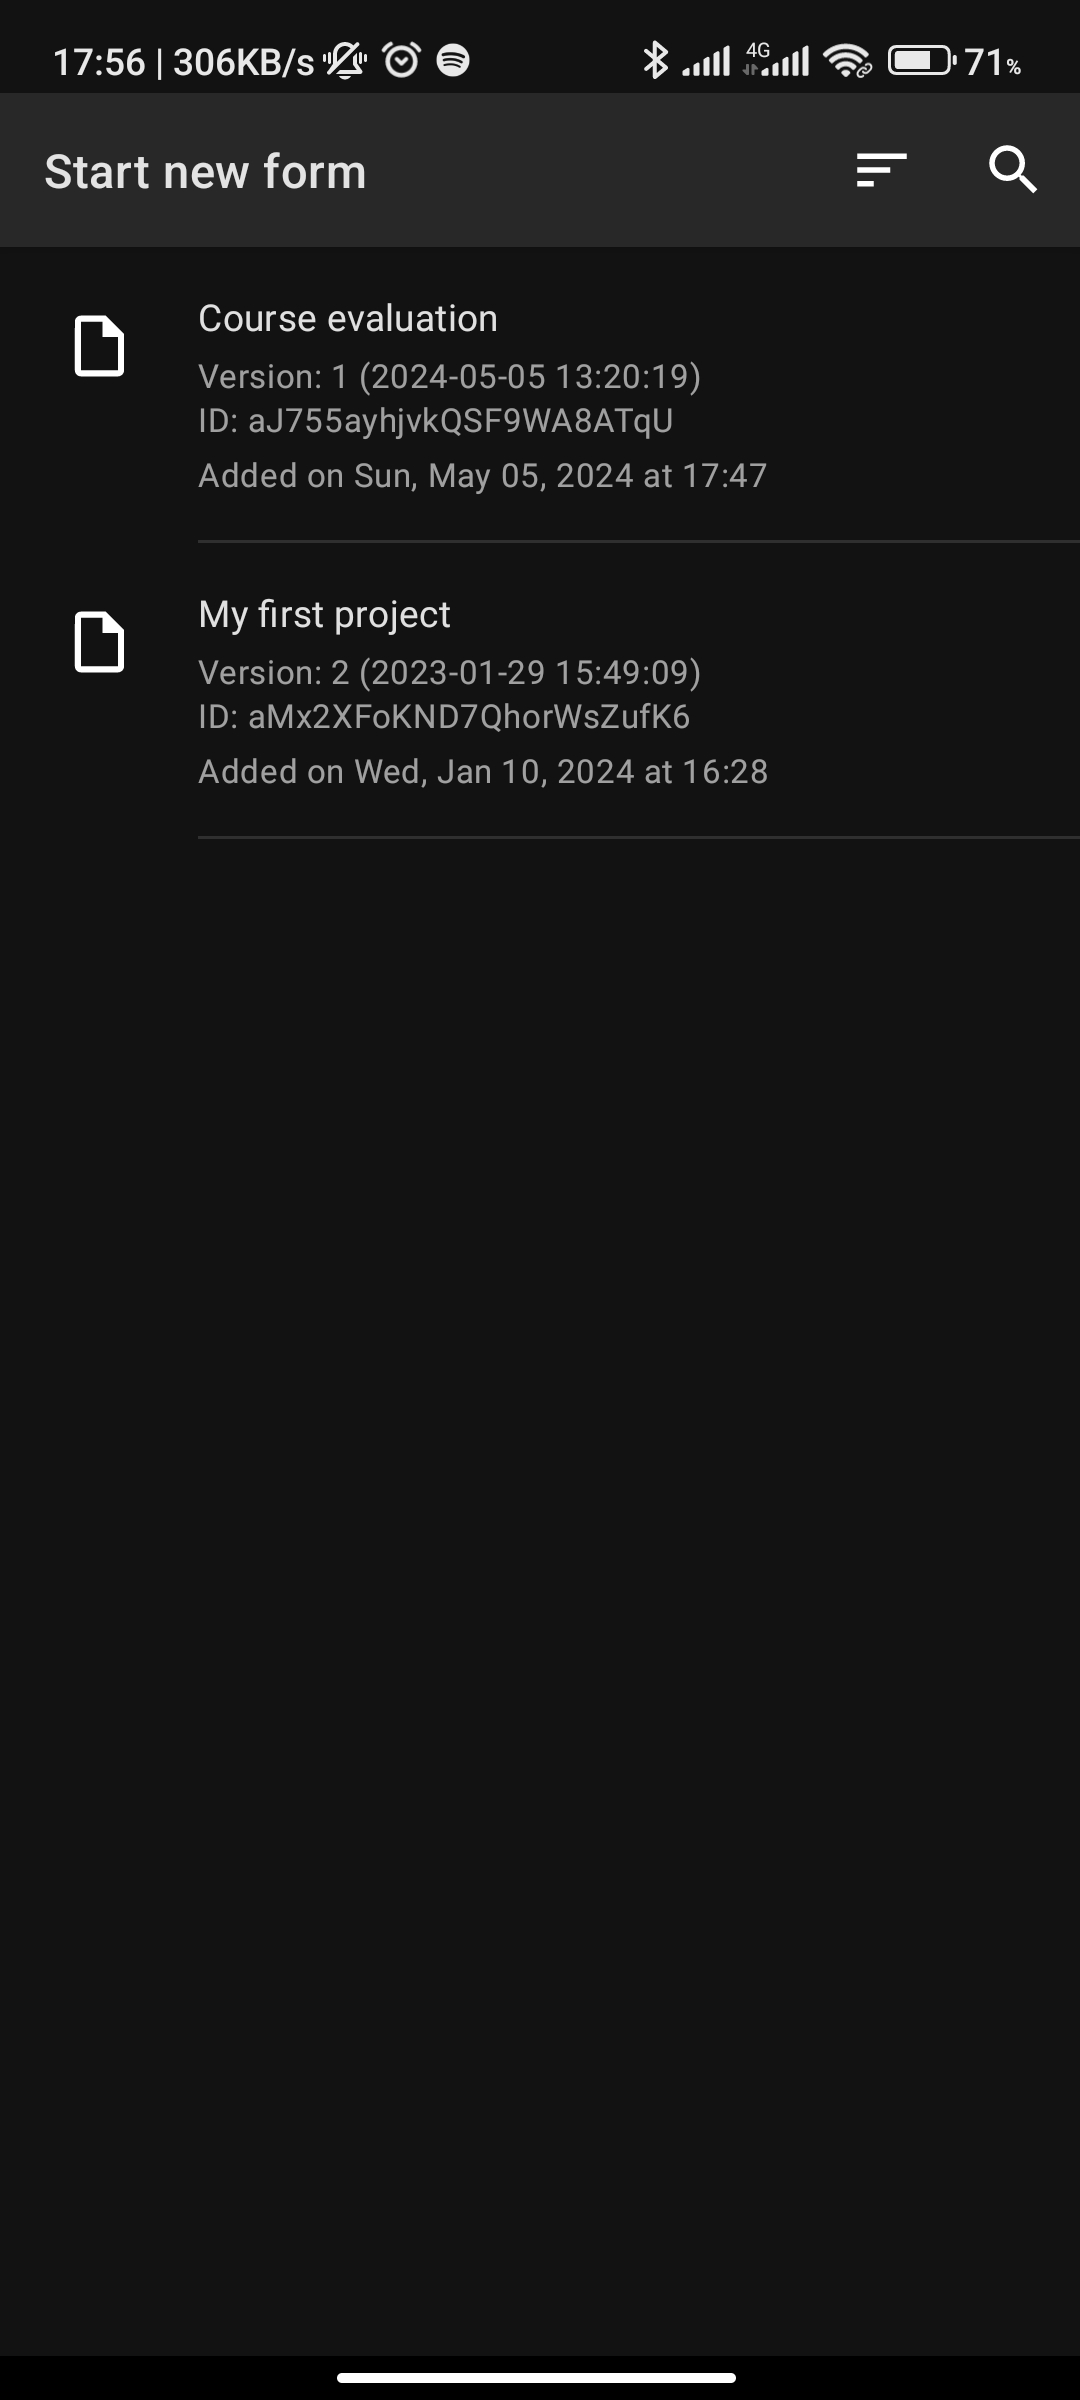 17:56 | 306KB/s 4G 71%
Start new form
Course evaluation
Version: 1 (2024-05-05 13:20:19)
ID: aJ755ayhjvkQSF9WA8ATqU
Added on Sun, May 05, 2024 at 17:47
My first project
Version: 2 (2023-01-29 15:49:09)
ID: aMx2XFoKND7QhorWsZufK6
Added on Wed, Jan 10, 2024 at 16:28